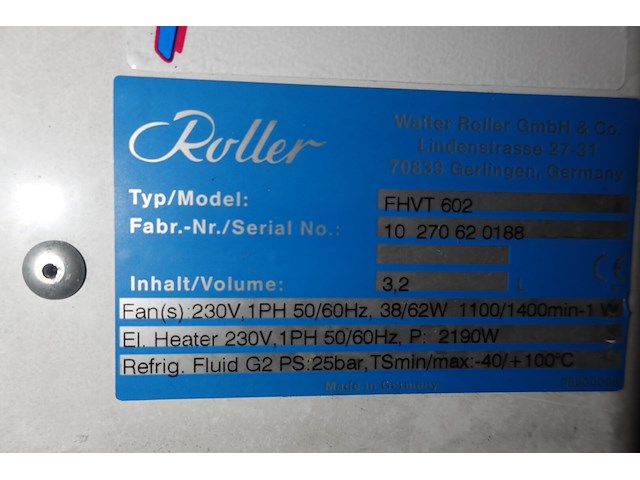 Roller
Walter Roller GmbH & Co.
Lindenstrasse 27-31
70839 Gerlingen, Germany
Typ/Model: FHVT 602
Fabr.-Nr./Serial No.: 10 270 62 0188
Inhalt/Volume: 3,2 L
CE
Fan(s) 230V,1PH 50/60Hz, 38/62W 1100/1400min-1 W
El. Heater 230V,1PH 50/60Hz, P: 2190W
Refrig. Fluid G2 PS:25bar,TSmin/max:-40/+100°C
Made in Germany